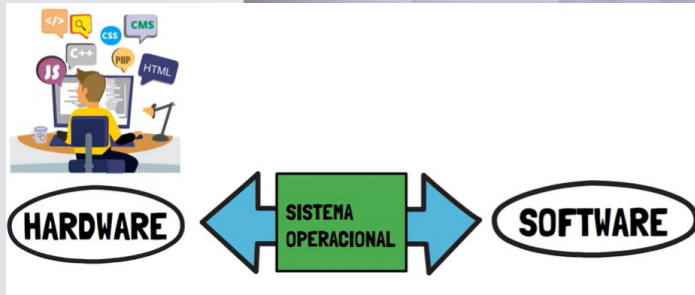 </>
CMS
CSS
C++
PHP
JS
HTML
HARDWARE
SISTEMA
OPERACIONAL
SOFTWARE